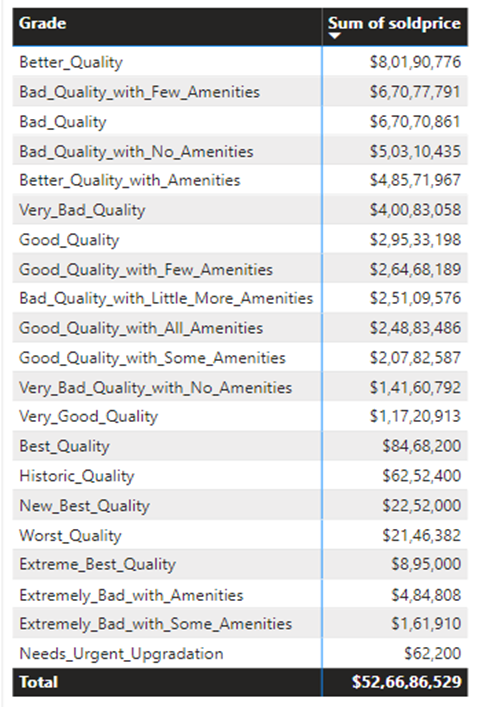 Grade Sum of soldprice
Better_Quality $8,01,90,776
Bad_Quality_with_Few_Amenities $6,70,77,791
Bad_Quality $6,70,70,861
Bad_Quality_with_No_Amenities $5,03,10,435
Better_Quality_with_Amenities $4,85,71,967
Very_Bad_Quality $4,00,83,058
Good_Quality $2,95,33,198
Good_Quality_with_Few_Amenities $2,64,68,189
Bad_Quality_with_Little_More_Amenities $2,51,09,576
Good_Quality_with_All_Amenities $2,48,83,486
Good_Quality_with_Some_Amenities $2,07,82,587
Very_Bad_Quality_with_No_Amenities $1,41,60,792
Very_Good_Quality $1,17,20,913
Best_Quality $84,68,200
Historic_Quality $62,52,400
New_Best_Quality $22,52,000
Worst_Quality $21,46,382
Extreme_Best_Quality $8,95,000
Extremely_Bad_with_Amenities $4,84,808
Extremely_Bad_with_Some_Amenities $1,61,910
Needs_Urgent_Upgradation $62,200
Total $52,66,86,529